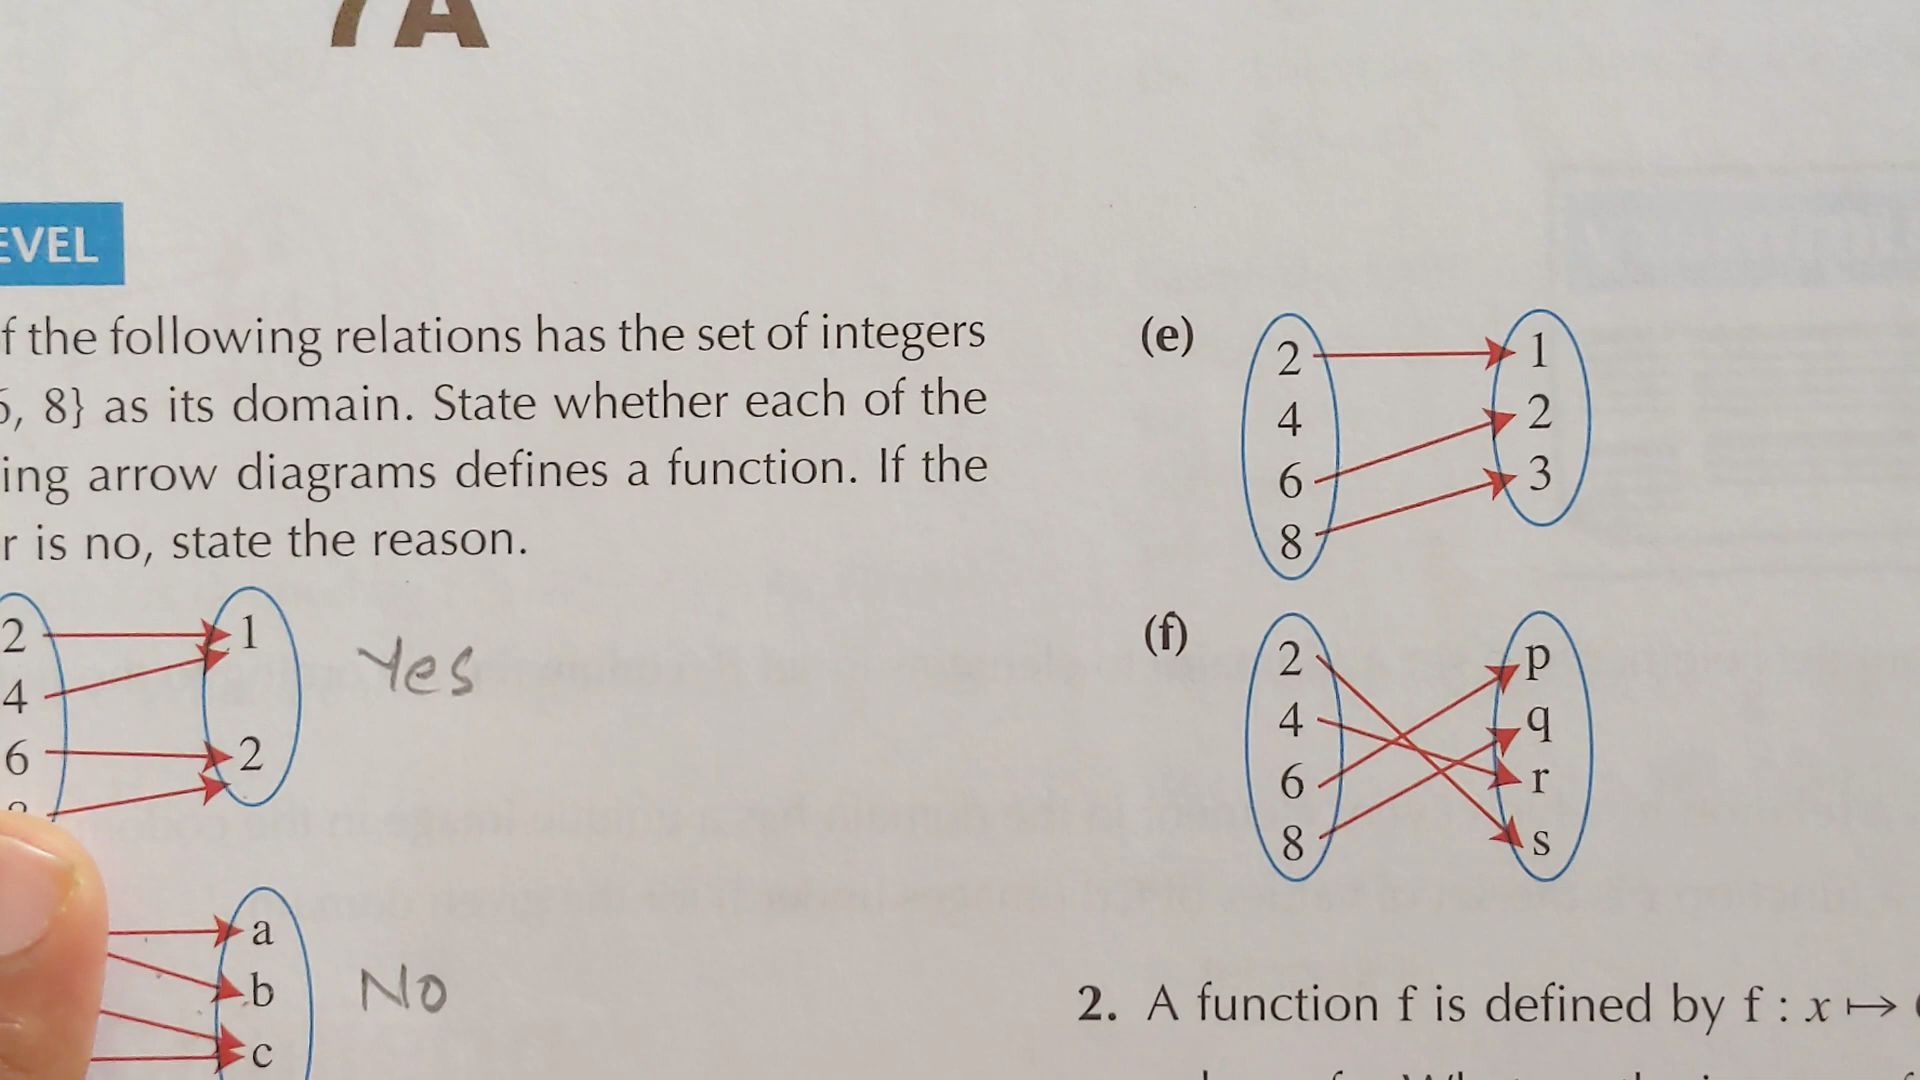 7A
EVEL
f the following relations has the set of integers
, 8} as its domain. State whether each of the
ing arrow diagrams defines a function. If the
r is no, state the reason.
2
4
6
1
2
Yes
a
b
c
No
(e)
2
4
6
8
1
2
3
(f)
2
4
6
8
p
q
r
s
2. A function f is defined by f : x ↦